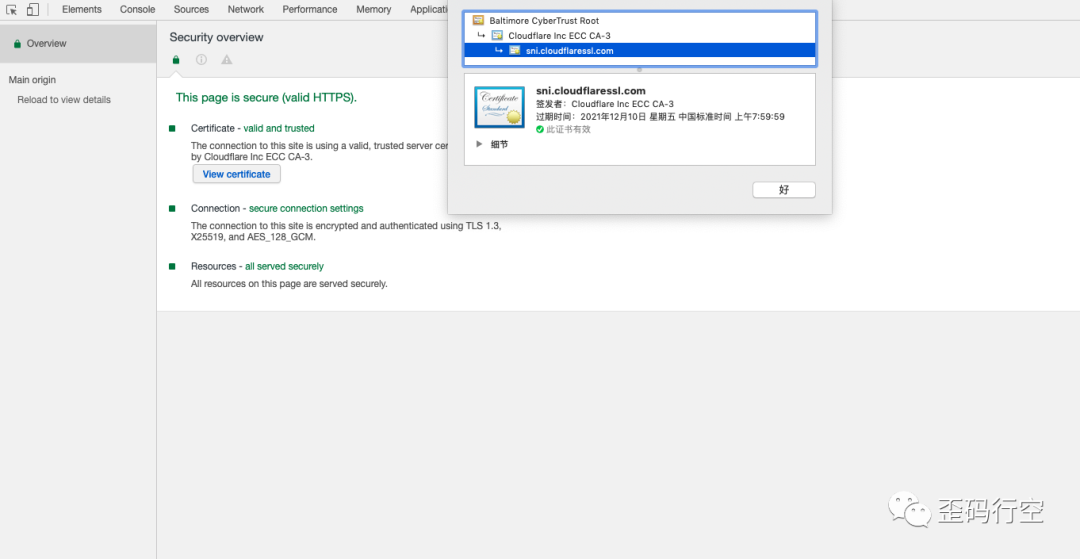 Elements Console Sources Network Performance Memory Applicati
Overview
Main origin
Reload to view details
Security overview
This page is secure (valid HTTPS).
Certificate - valid and trusted
The connection to this site is using a valid, trusted server cer
by Cloudflare Inc ECC CA-3.
View certificate
Connection - secure connection settings
The connection to this site is encrypted and authenticated using TLS 1.3,
X25519, and AES_128_GCM.
Resources - all served securely
All resources on this page are served securely.
Baltimore CyberTrust Root
Cloudflare Inc ECC CA-3
sni.cloudflaressl.com
Certificate
Standard
sni.cloudflaressl.com
签发者：Cloudflare Inc ECC CA-3
过期时间：2021年12月10日 星期五 中国标准时间 上午7:59:59
此证书有效
细节
好
歪码行空